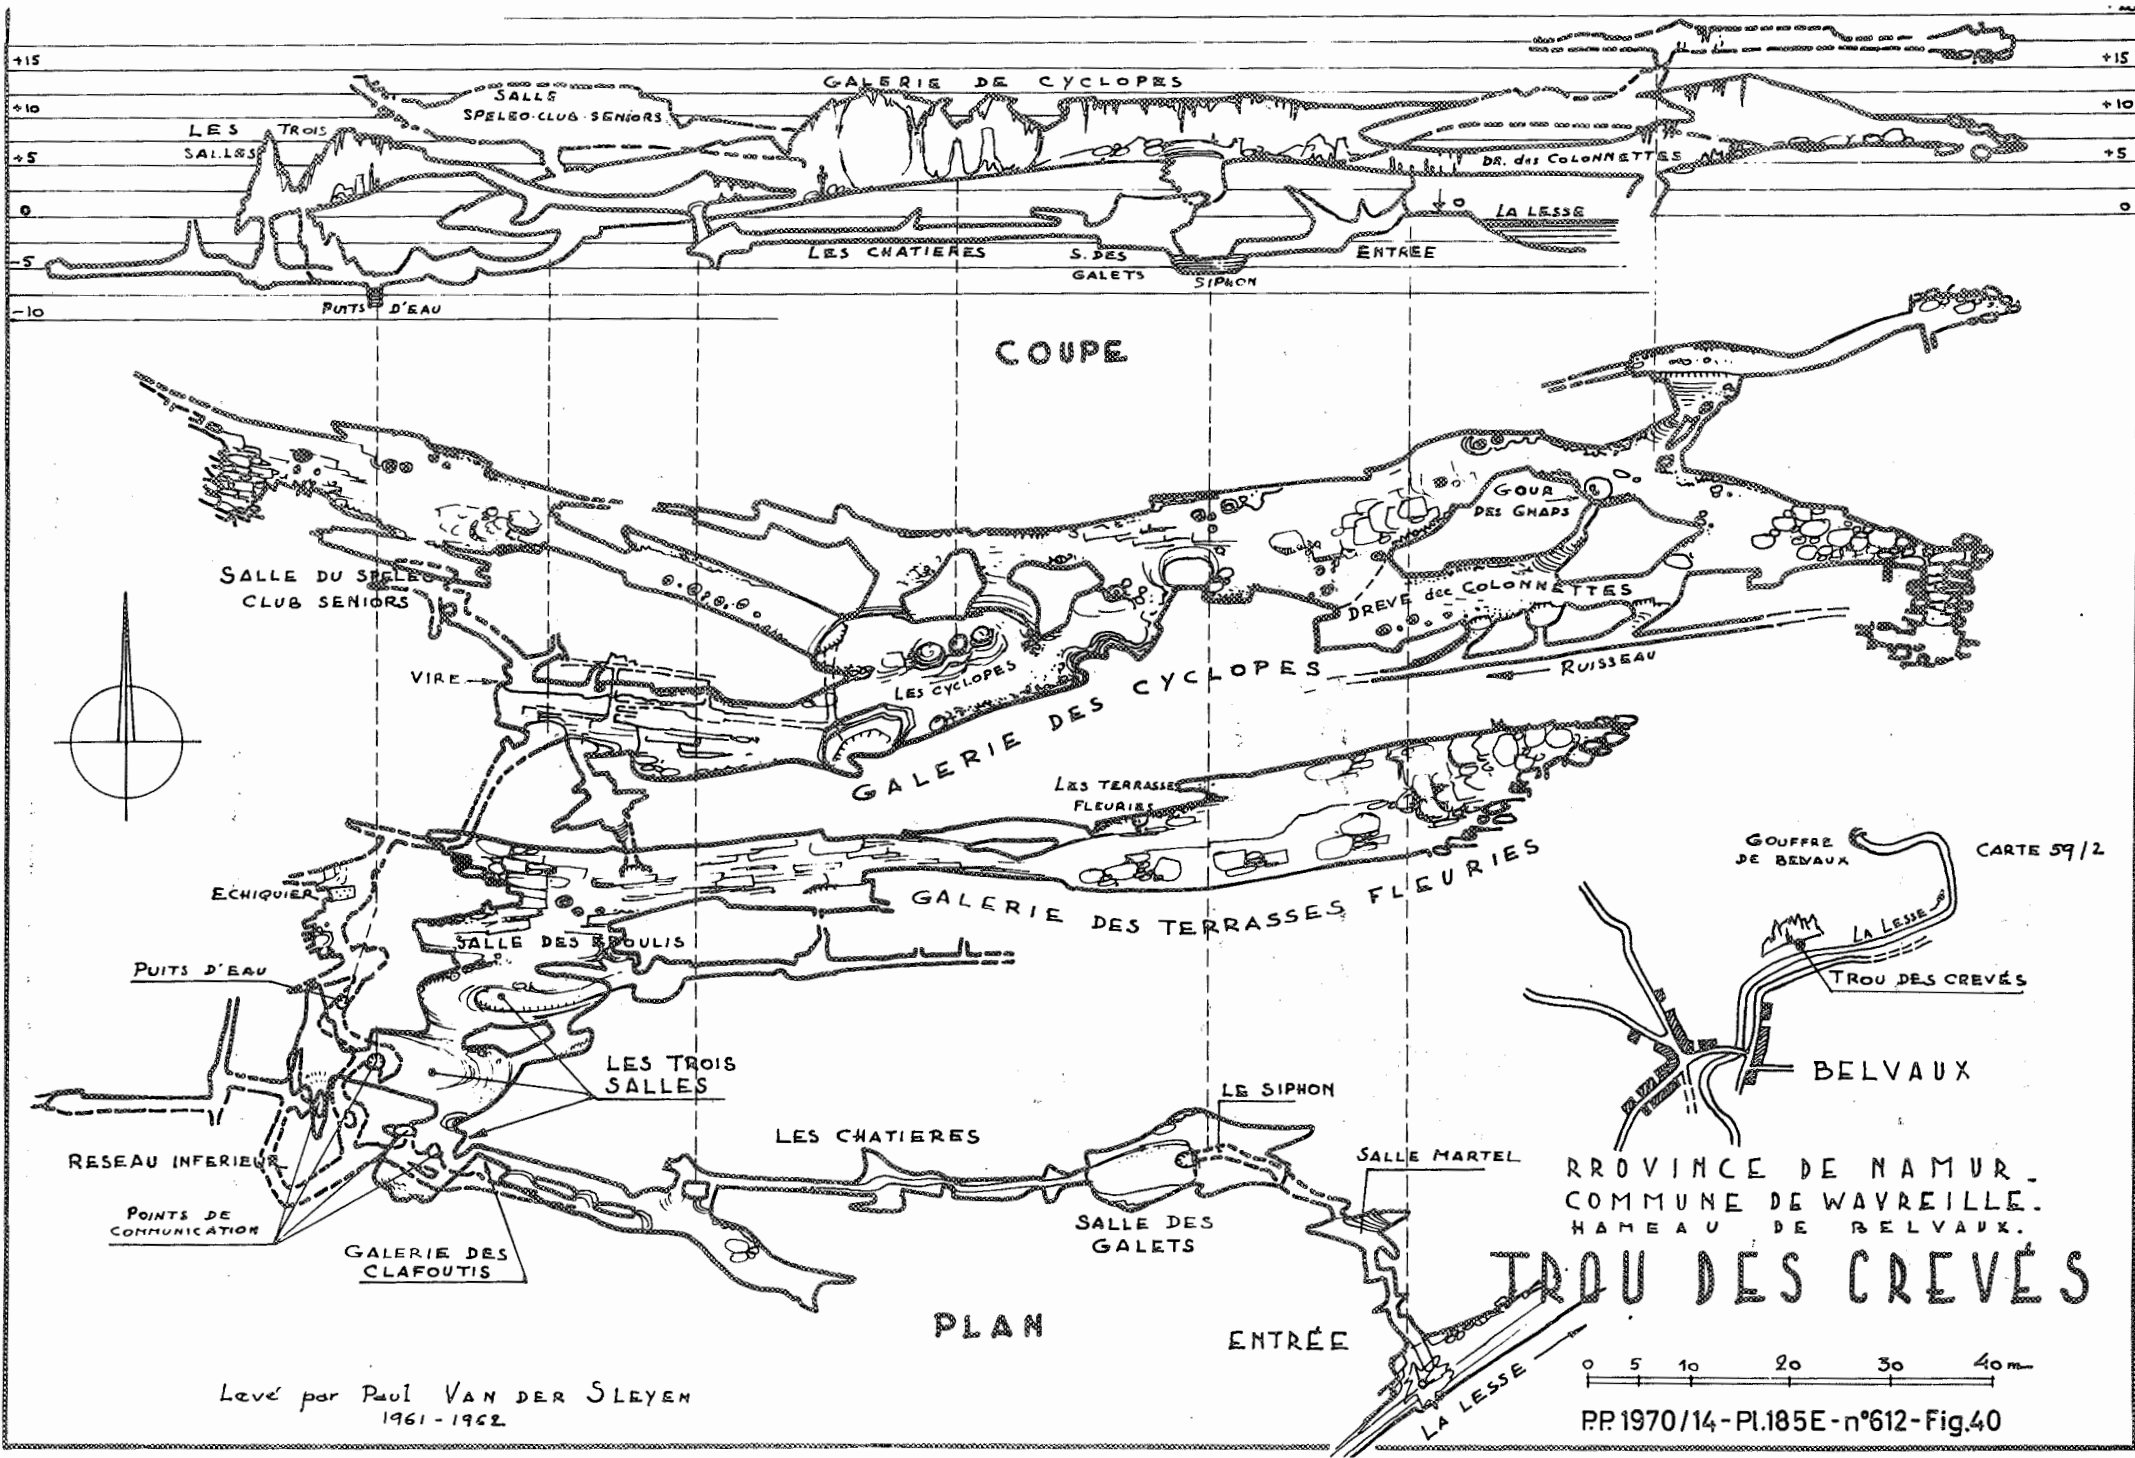 +15
+10
+5
0
-5
-10
+15
+10
+5
0
GALERIE DE CYCLOPES
SALLE
SPELEO-CLUB-SENIORS
LES TROIS
SALLES
DR. des COLONNETTES
LA LESSE
0
LES CHATIERES
S. DES
GALETS
SIPHON
ENTREE
PUITS D'EAU
COUPE
GOUR
DES GHAPS
SALLE DU SPELEO
CLUB SENIORS
DREVE des COLONNETTES
VIRE
LES CYCLOPES
GALERIE DES CYCLOPES
RUISSEAU
LES TERRASSES
FLEURIES
ECHIQUIER
GALERIE DES TERRASSES FLEURIES
GOUFFRE
DE BELVAUX
CARTE 59/2
SALLE DES EBOULIS
LA LESSE
PUITS D'EAU
TROU DES CREVÉS
LES TROIS
SALLES
BELVAUX
LE SIPHON
LES CHATIERES
SALLE MARTEL
RESEAU INFERIEUR
POINTS DE
COMMUNICATION
SALLE DES
GALETS
GALERIE DES
CLAFOUTIS
RROVINCE DE NAMUR.
COMMUNE DE WAVREILLE.
HAMEAU DE BELVAUX.
TROU DES CREVÉS
PLAN
ENTRÉE
LA LESSE
0 5 10 20 30 40 m
Levé par Paul VAN DER SLEYEN
1961-1962
P.P. 1970/14-Pl.185E-n°612-Fig.40